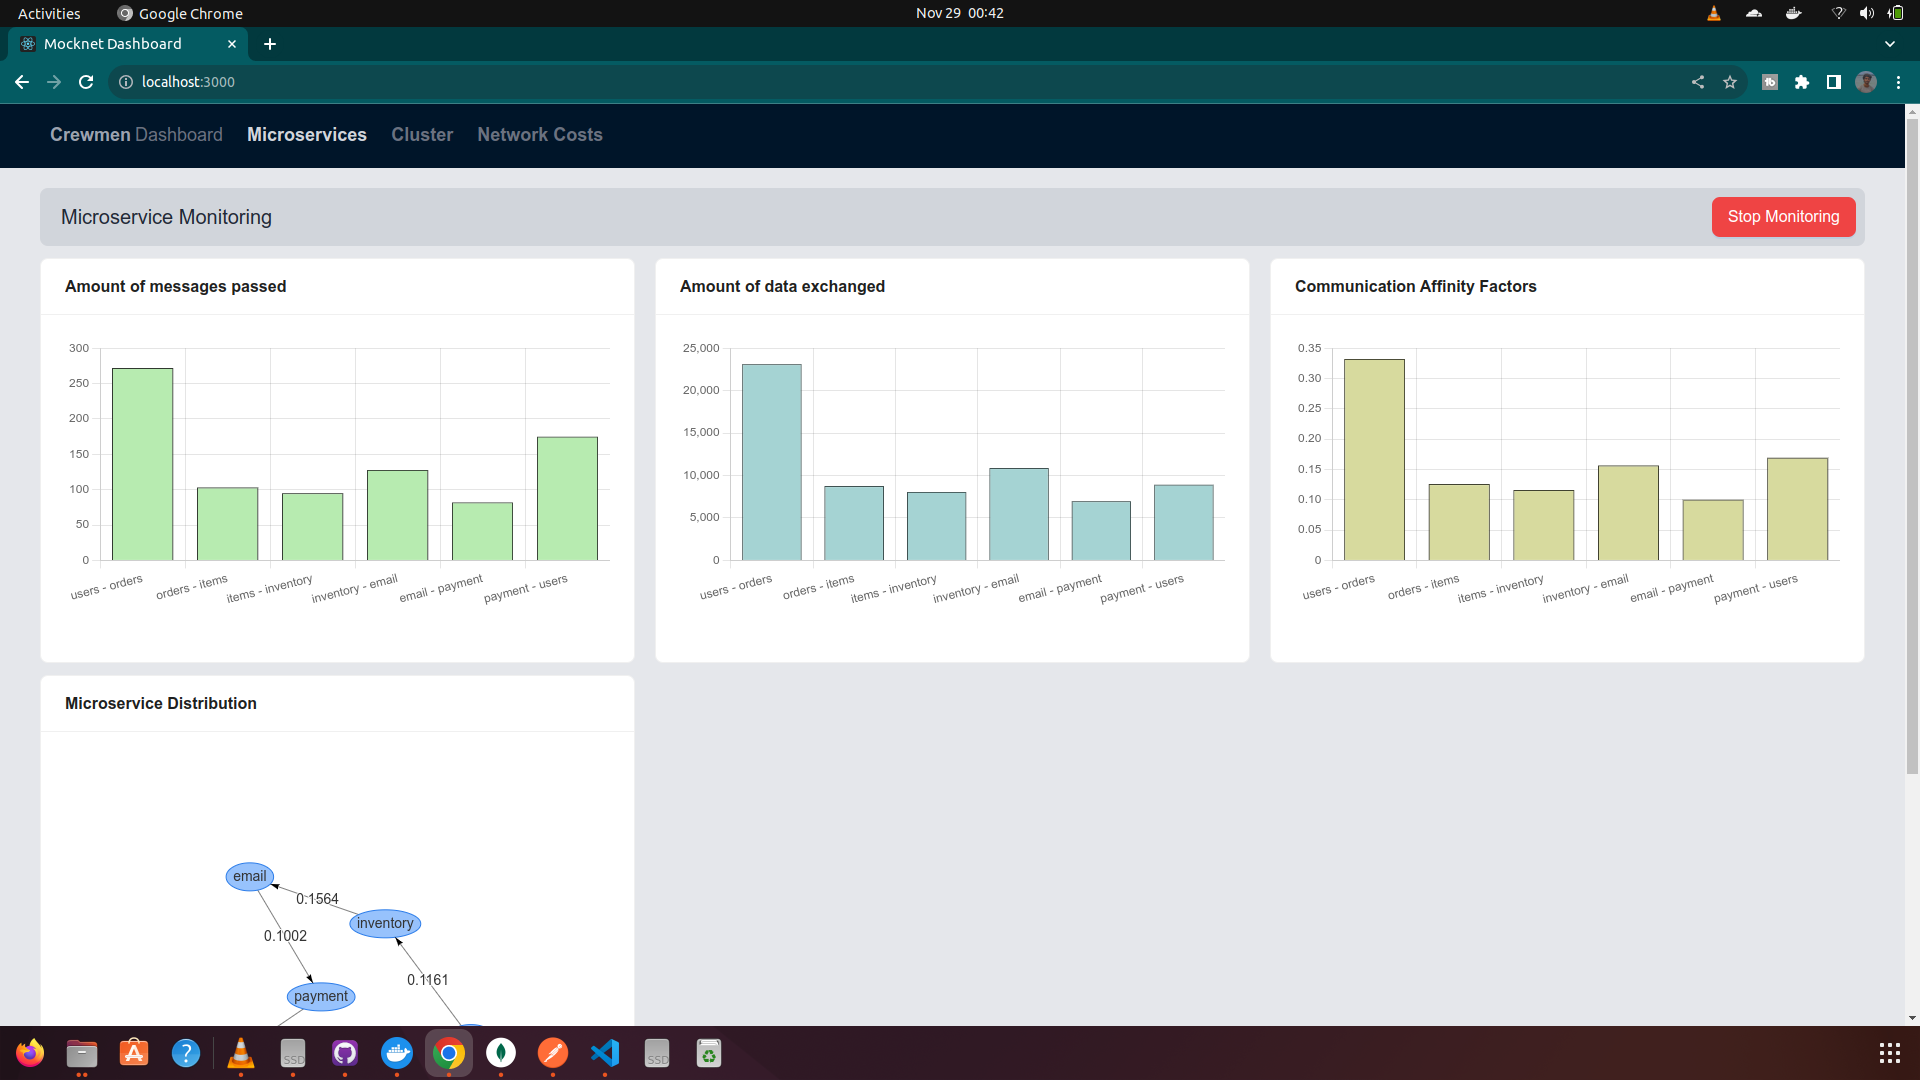 Activities Google Chrome Nov 29 00:42
Mocknet Dashboard
localhost:3000
Crewmen Dashboard Microservices Cluster Network Costs
Microservice Monitoring Stop Monitoring
Amount of messages passed
300
250
200
150
100
50
0
users - orders orders - items items - inventory inventory - email email - payment payment - users
Amount of data exchanged
25,000
20,000
15,000
10,000
5,000
0
users - orders orders - items items - inventory inventory - email email - payment payment - users
Communication Affinity Factors
0.35
0.30
0.25
0.20
0.15
0.10
0.05
0
users - orders orders - items items - inventory inventory - email email - payment payment - users
Microservice Distribution
email
0.1564
inventory
0.1002
0.1161
payment
SSD
SSD